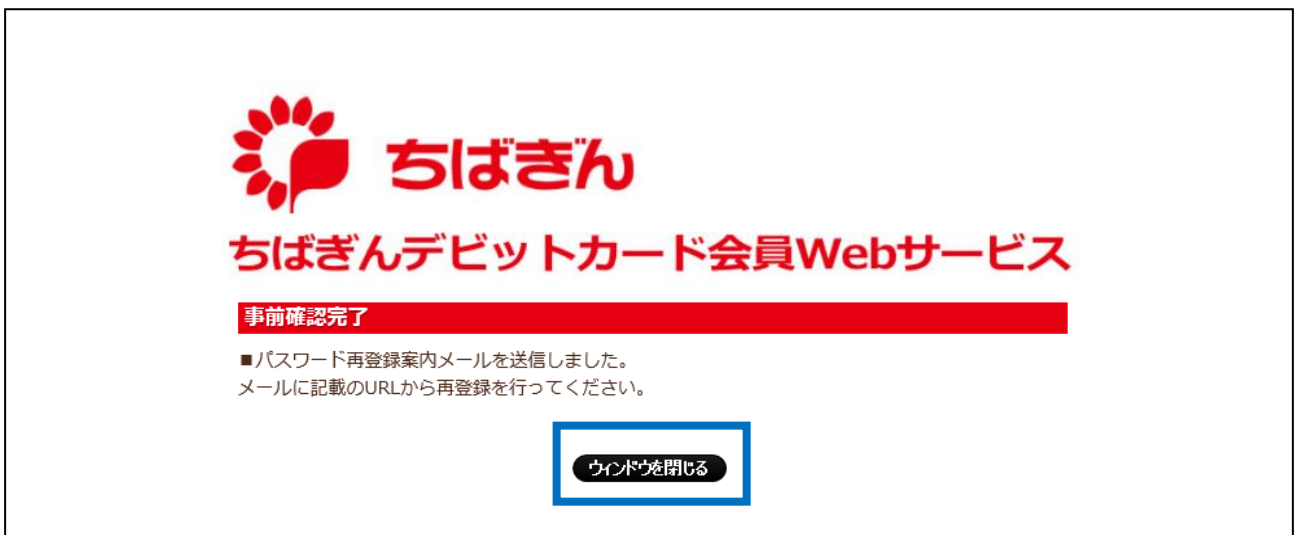 ちばぎん
ちばぎんデビットカード会員Webサービス
事前確認完了
■パスワード再登録案内メールを送信しました。
メールに記載のURLから再登録を行ってください。
ウィンドウを閉じる